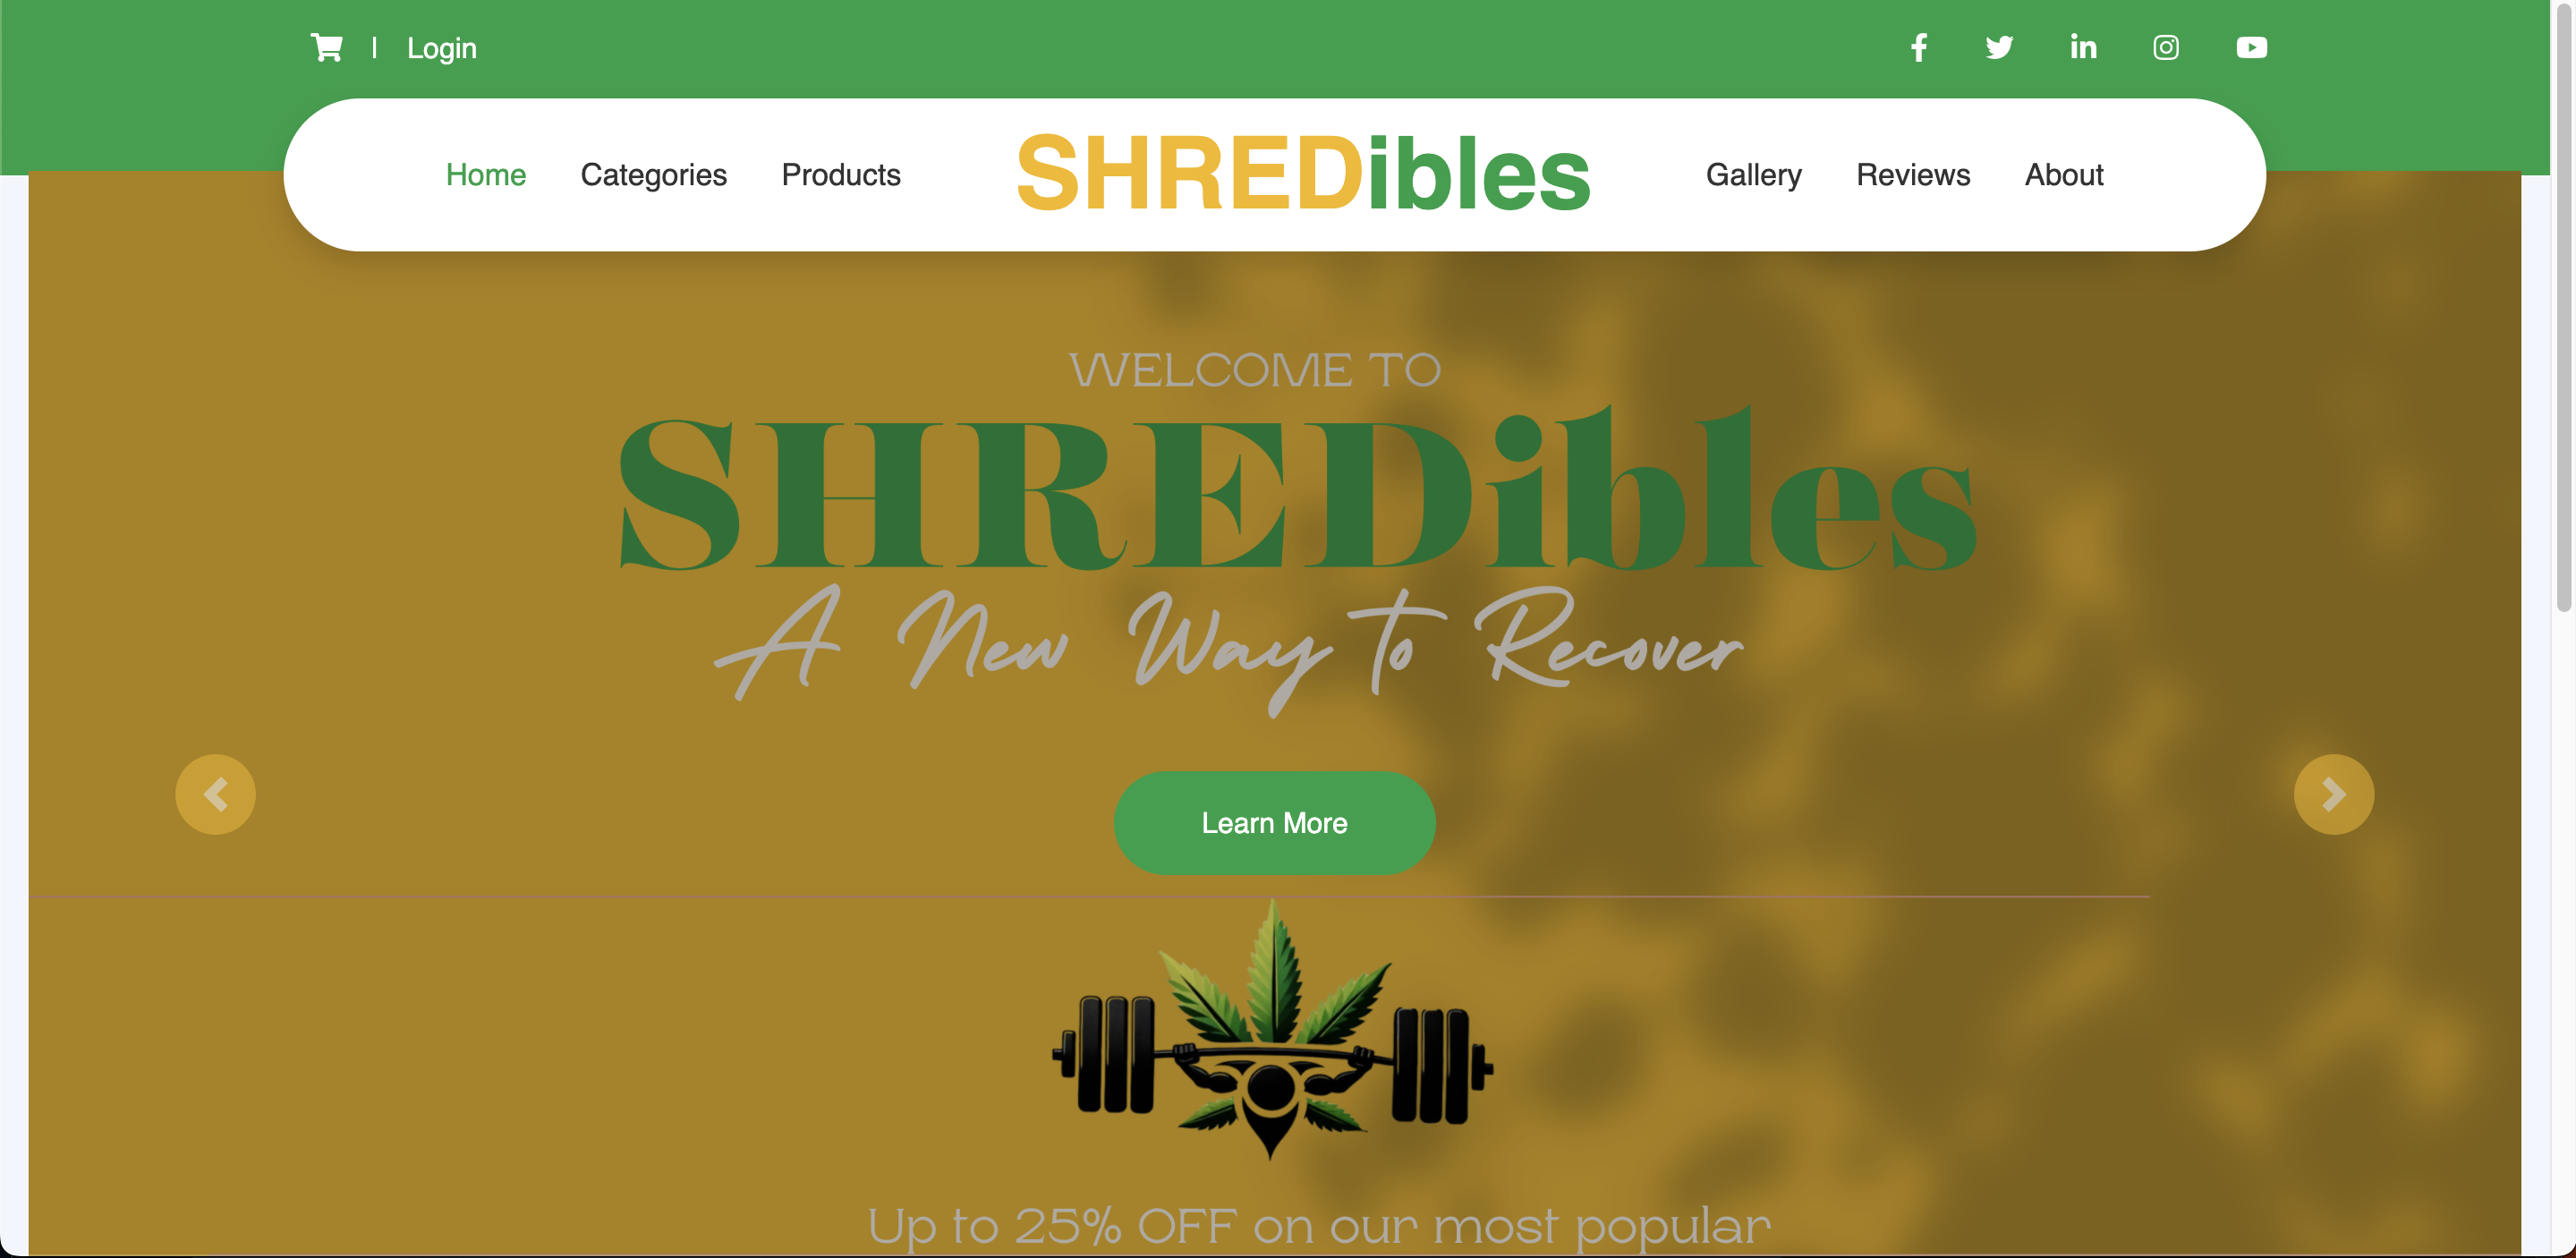 | Login
Home Categories Products SHREDibles Gallery Reviews About
WELCOME TO
SHREDibles
A New Way to Recover
Learn More
Up to 25% OFF on our most popular